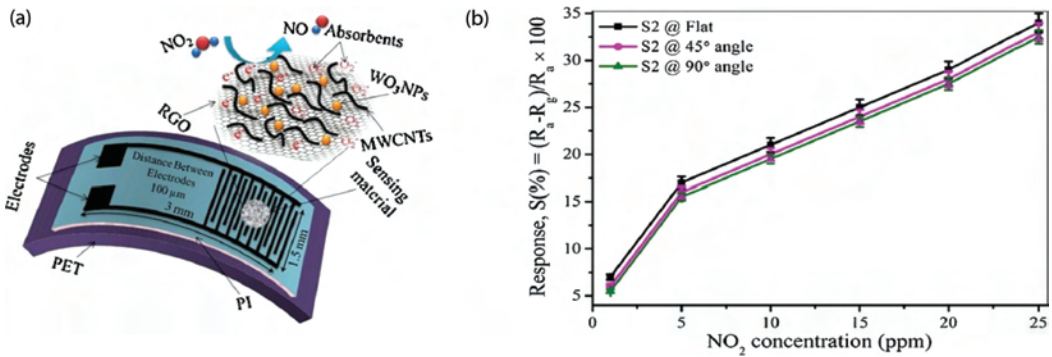 (a)
NO₂
NO
Absorbents
WO₃NPs
MWCNTs
RGO
Sensing
material
Electrodes
Distance Between
Electrodes
100 µm
3 mm
1.5 mm
PET
PI
e⁻
O₂⁻
(b)
S2 @ Flat
S2 @ 45° angle
S2 @ 90° angle
Response, S(%) = (Rₐ-R_g)/Rₐ × 100
35
30
25
20
15
10
5
0
5
10
15
20
25
NO₂ concentration (ppm)